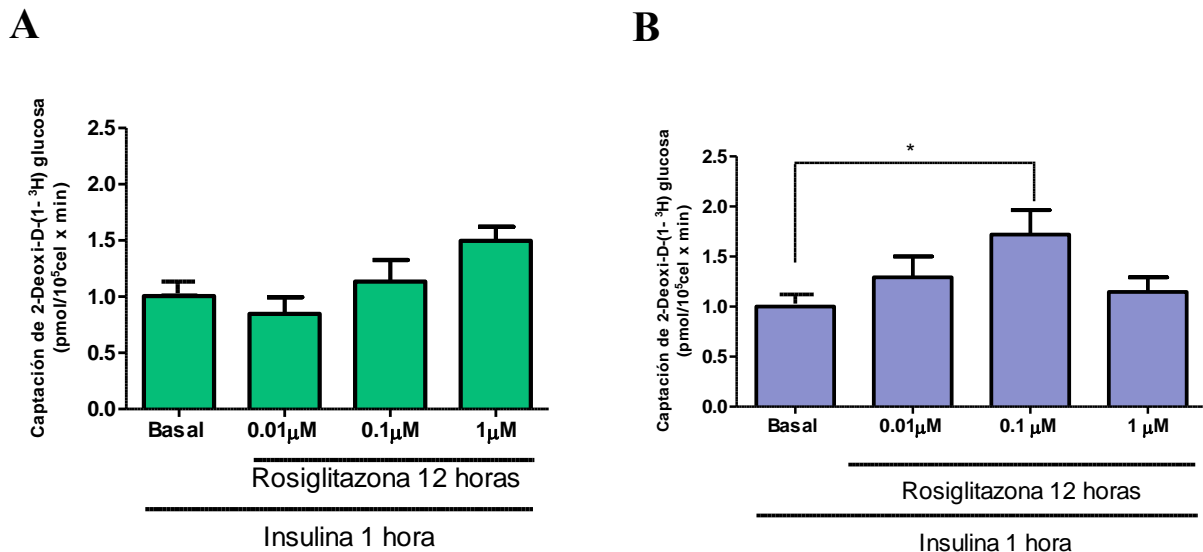 A
Captación de 2-Deoxi-D-(1- ³H) glucosa
(pmol/10⁵cel x min)
2.5
2.0
1.5
1.0
0.5
0.0
Basal 0.01µM 0.1µM 1µM
Rosiglitazona 12 horas
Insulina 1 hora
B
Captación de 2-Deoxi-D-(1- ³H) glucosa
(pmol/10⁵cel x min)
2.5
2.0
1.5
1.0
0.5
0.0
*
Basal 0.01µM 0.1 µM 1 µM
Rosiglitazona 12 horas
Insulina 1 hora